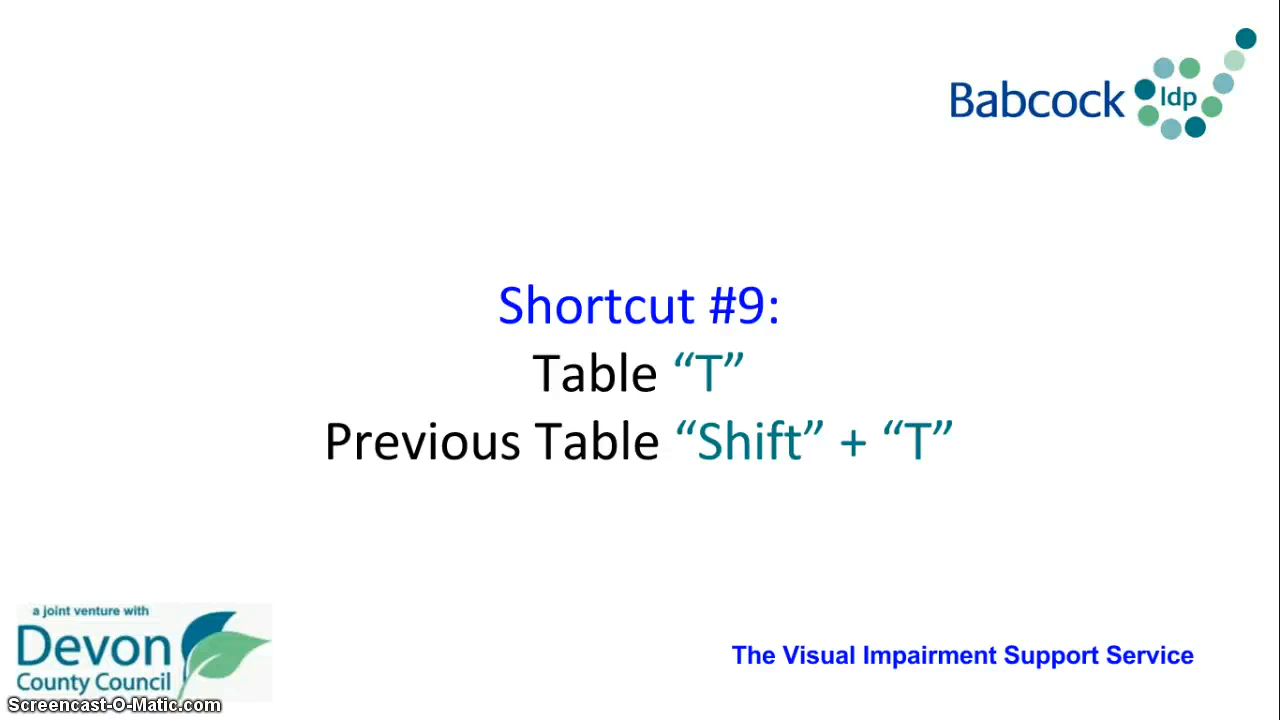 Babcock ldp
Shortcut #9:
Table “T”
Previous Table “Shift” + “T”
a joint venture with
Devon
County Council
The Visual Impairment Support Service
Screencast-O-Matic.com